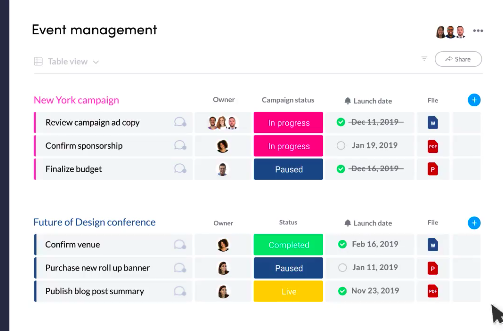 Event management
Table view
Share
New York campaign Owner Campaign status Launch date File
Review campaign ad copy In progress Dec 11, 2019 W
Confirm sponsorship In progress Jan 19, 2019 PDF
Finalize budget Paused Dec 16, 2019 P
Future of Design conference Owner Status Launch date File
Confirm venue Completed Feb 16, 2019 W
Purchase new roll up banner Paused Jan 11, 2019 P
Publish blog post summary Live Nov 23, 2019 PDF